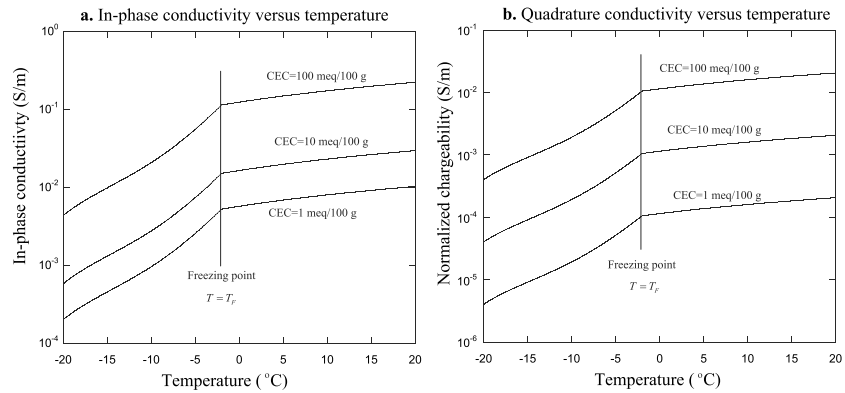 a. In-phase conductivity versus temperature
10⁰
10⁻¹
10⁻²
10⁻³
10⁻⁴
In-phase conductiivty (S/m)
CEC=100 meq/100 g
CEC=10 meq/100 g
CEC=1 meq/100 g
Freezing point
T = T_F
-20 -15 -10 -5 0 5 10 15 20
Temperature ( °C)
b. Quadrature conductivity versus temperature
10⁻¹
10⁻²
10⁻³
10⁻⁴
10⁻⁵
10⁻⁶
Normalized chargeability (S/m)
CEC=100 meq/100 g
CEC=10 meq/100 g
CEC=1 meq/100 g
Freezing point
T = T_F
-20 -15 -10 -5 0 5 10 15 20
Temperature ( °C)